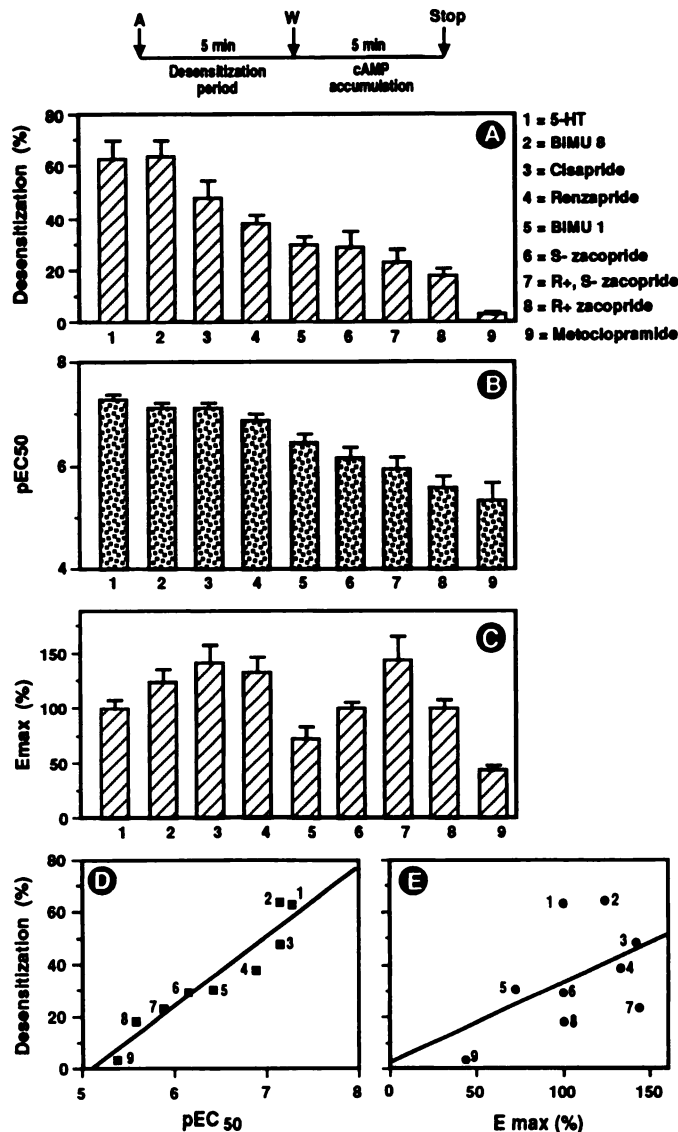 A W Stop
5 min 5 min
Desensitization period cAMP accumulation
A
Desensitization (%)
80
60
40
20
0
1 2 3 4 5 6 7 8 9
1 = 5-HT
2 = BIMU 8
3 = Cisapride
4 = Renzapride
5 = BIMU 1
6 = S- zacopride
7 = R+, S- zacopride
8 = R+ zacopride
9 = Metoclopramide
B
pEC50
8
6
4
1 2 3 4 5 6 7 8 9
C
Emax (%)
150
100
50
0
1 2 3 4 5 6 7 8 9
D
Desensitization (%)
80
60
40
20
0
2 1
3
4
6 5
7
8
9
5 6 7 8
pEC50
E
1 2
3
4
5 6
7
8
9
0 50 100 150
E max (%)